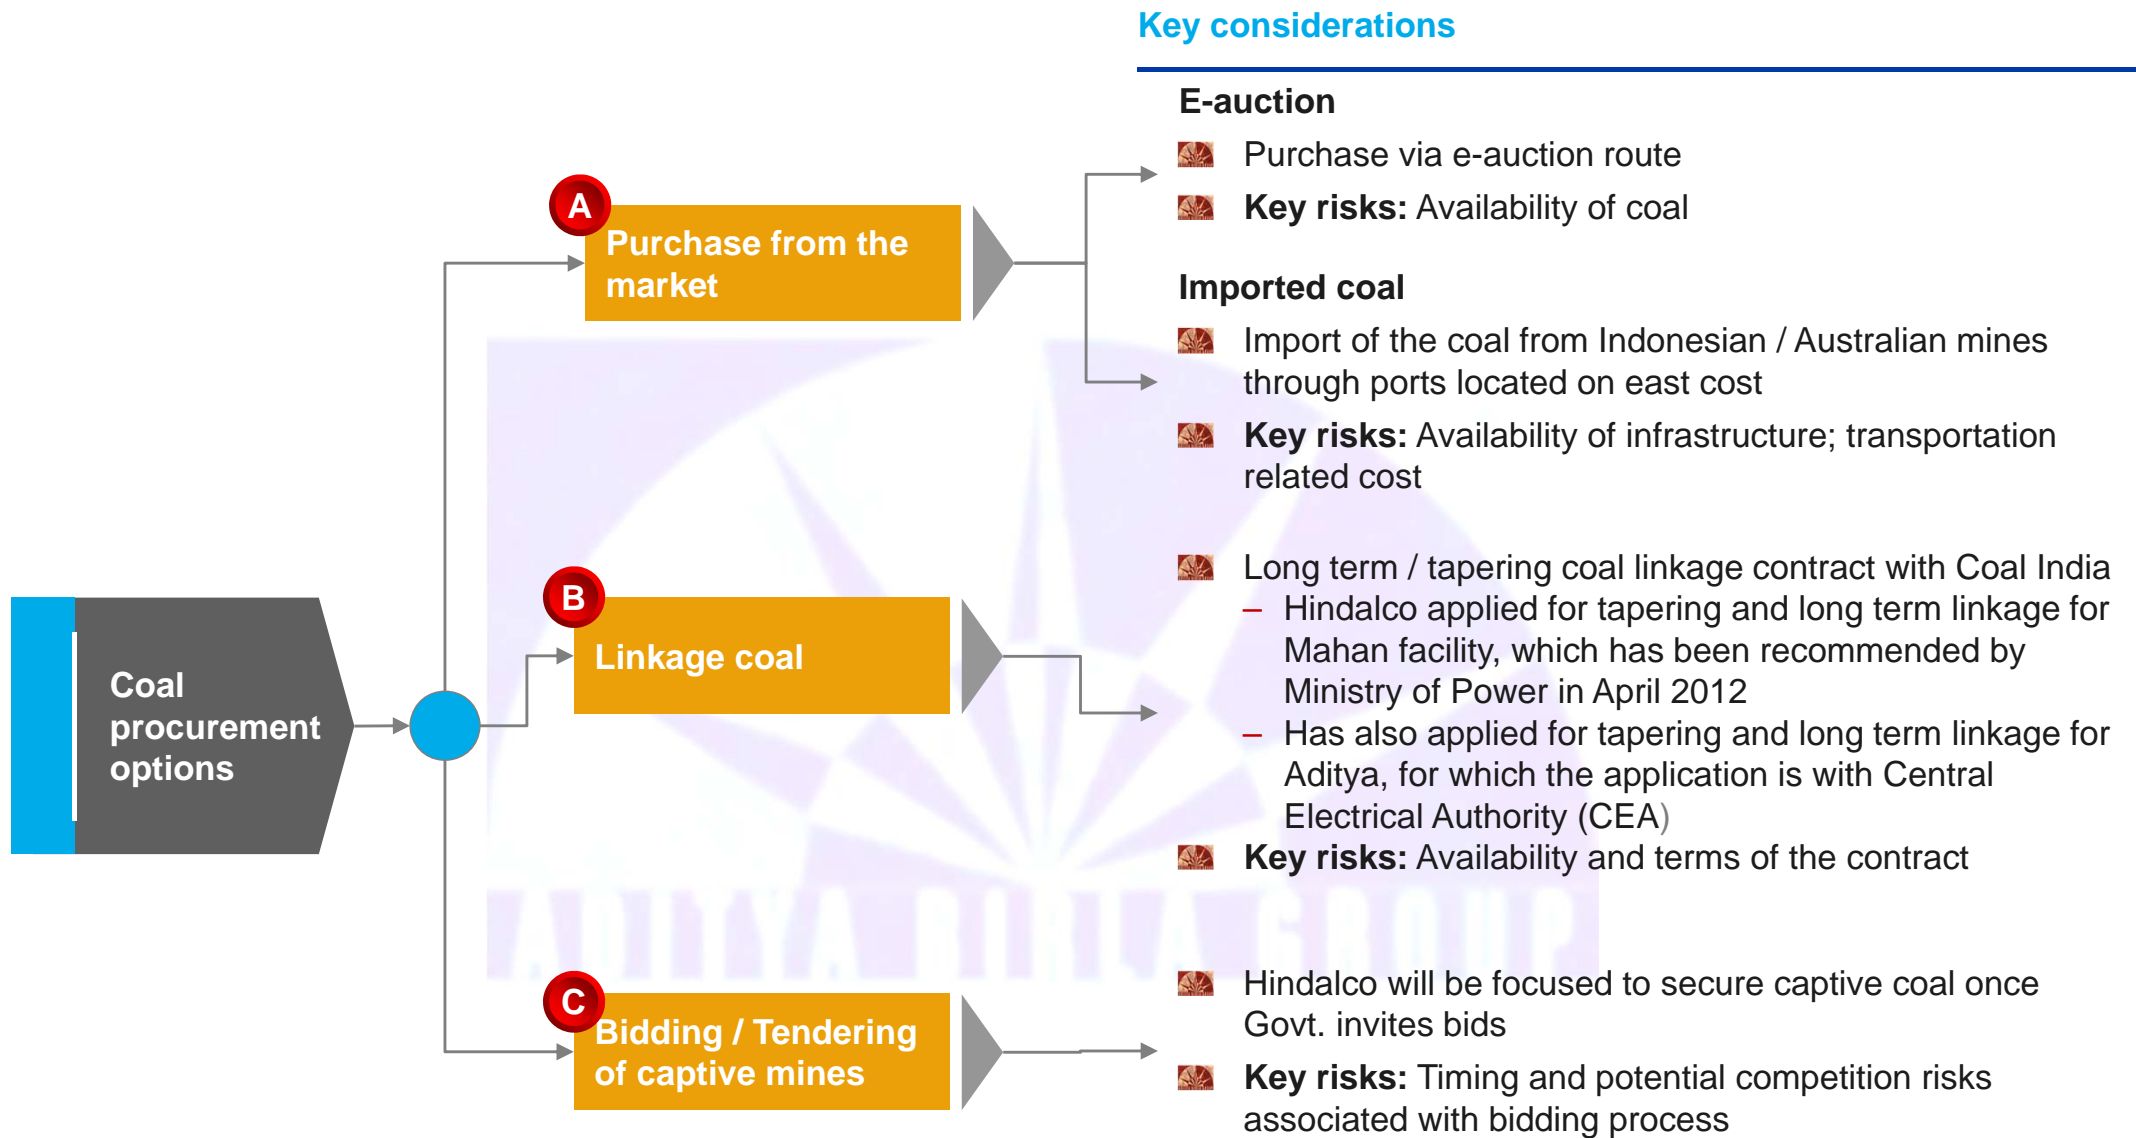 Key considerations
E-auction
Purchase via e-auction route
Key risks: Availability of coal
A
Purchase from the
market
Imported coal
Import of the coal from Indonesian / Australian mines
through ports located on east cost
Key risks: Availability of infrastructure; transportation
related cost
Coal
procurement
options
B
Linkage coal
Long term / tapering coal linkage contract with Coal India
– Hindalco applied for tapering and long term linkage for
Mahan facility, which has been recommended by
Ministry of Power in April 2012
– Has also applied for tapering and long term linkage for
Aditya, for which the application is with Central
Electrical Authority (CEA)
Key risks: Availability and terms of the contract
ADITYA BIRLA GROUP
C
Bidding / Tendering
of captive mines
Hindalco will be focused to secure captive coal once
Govt. invites bids
Key risks: Timing and potential competition risks
associated with bidding process